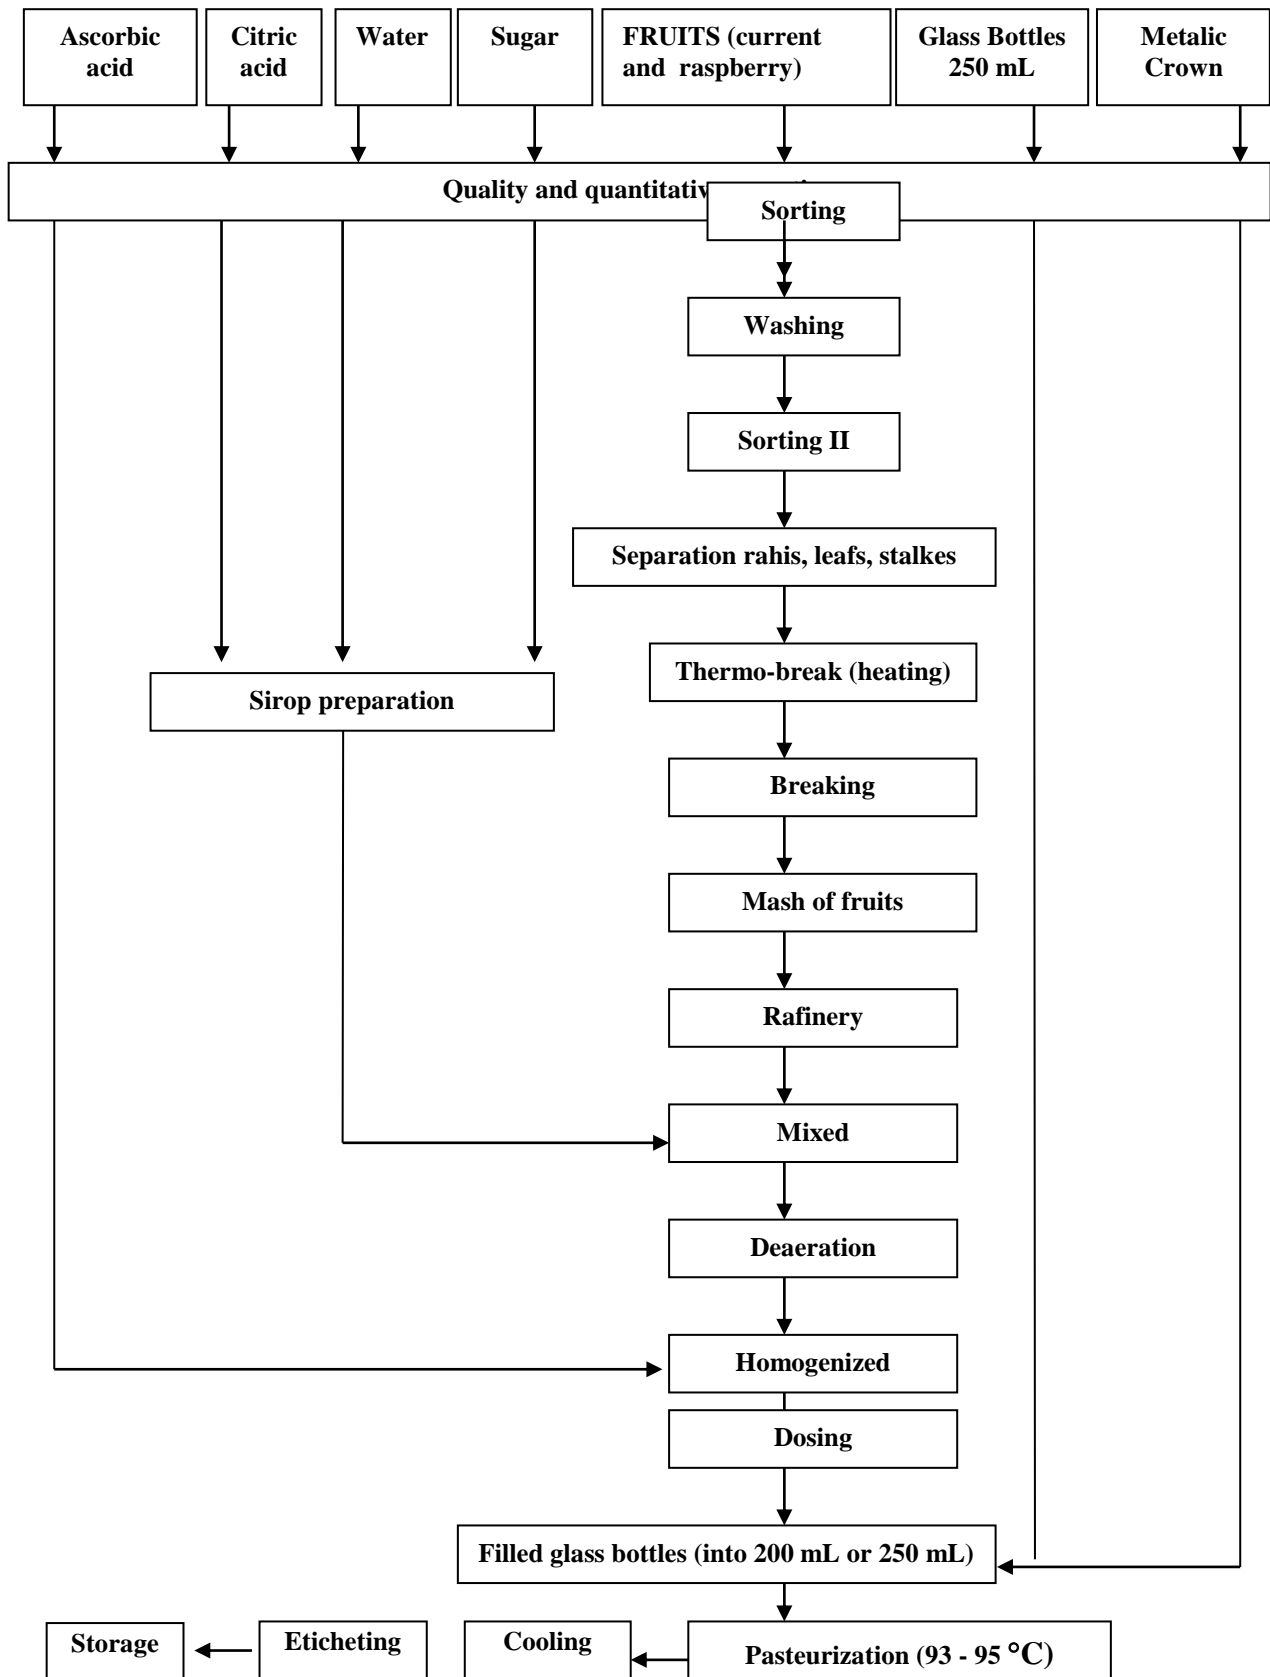 Ascorbic
acid
Citric
acid
Water
Sugar
FRUITS (current
and raspberry)
Glass Bottles
250 mL
Metalic
Crown
Quality and quantitativ
Sorting
Washing
Sorting II
Separation rahis, leafs, stalkes
Thermo-break (heating)
Sirop preparation
Breaking
Mash of fruits
Rafinery
Mixed
Deaeration
Homogenized
Dosing
Filled glass bottles (into 200 mL or 250 mL)
Storage
Eticheting
Cooling
Pasteurization (93 - 95 °C)